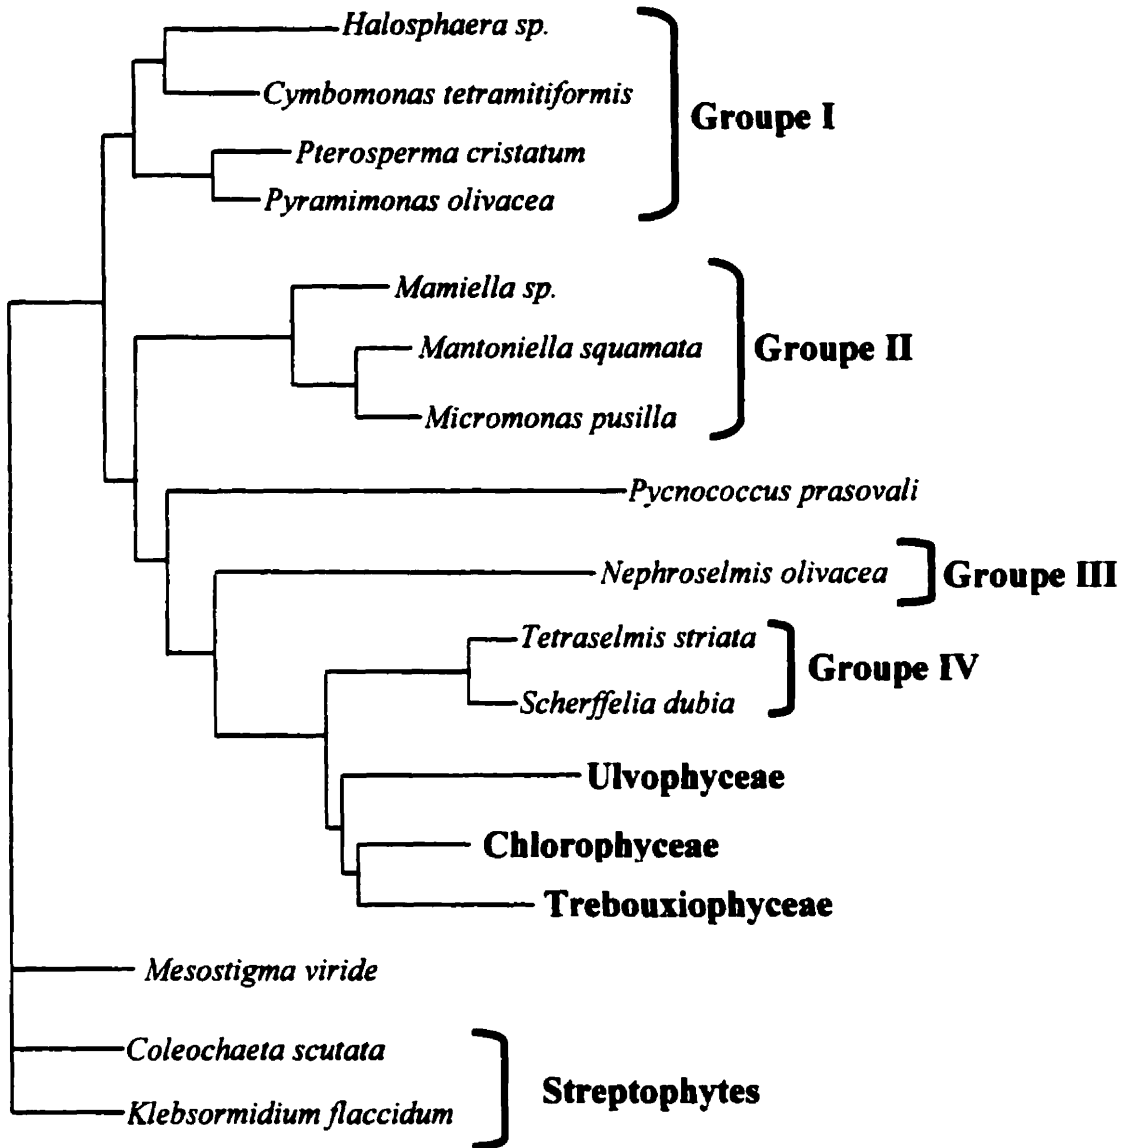 Halosphaera sp.
Cymbomonas tetramitiformis
Groupe I
Pterosperma cristatum
Pyramimonas olivacea
Mamiella sp.
Mantoniella squamata
Groupe II
Micromonas pusilla
Pycnococcus prasovali
Nephroselmis olivacea
Groupe III
Tetraselmis striata
Groupe IV
Scherffelia dubia
Ulvophyceae
Chlorophyceae
Trebouxiophyceae
Mesostigma viride
Coleochaeta scutata
Streptophytes
Klebsormidium flaccidum